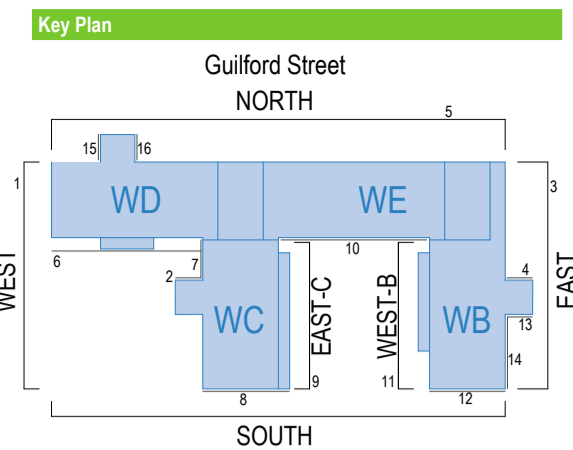 Key Plan
Guilford Street
NORTH
5
15 16
1
3
WD
WE
6
7
10
2
4
WEST
EAST
WC
EAST-C
WEST-B
WB
13
14
8
9
11
12
SOUTH